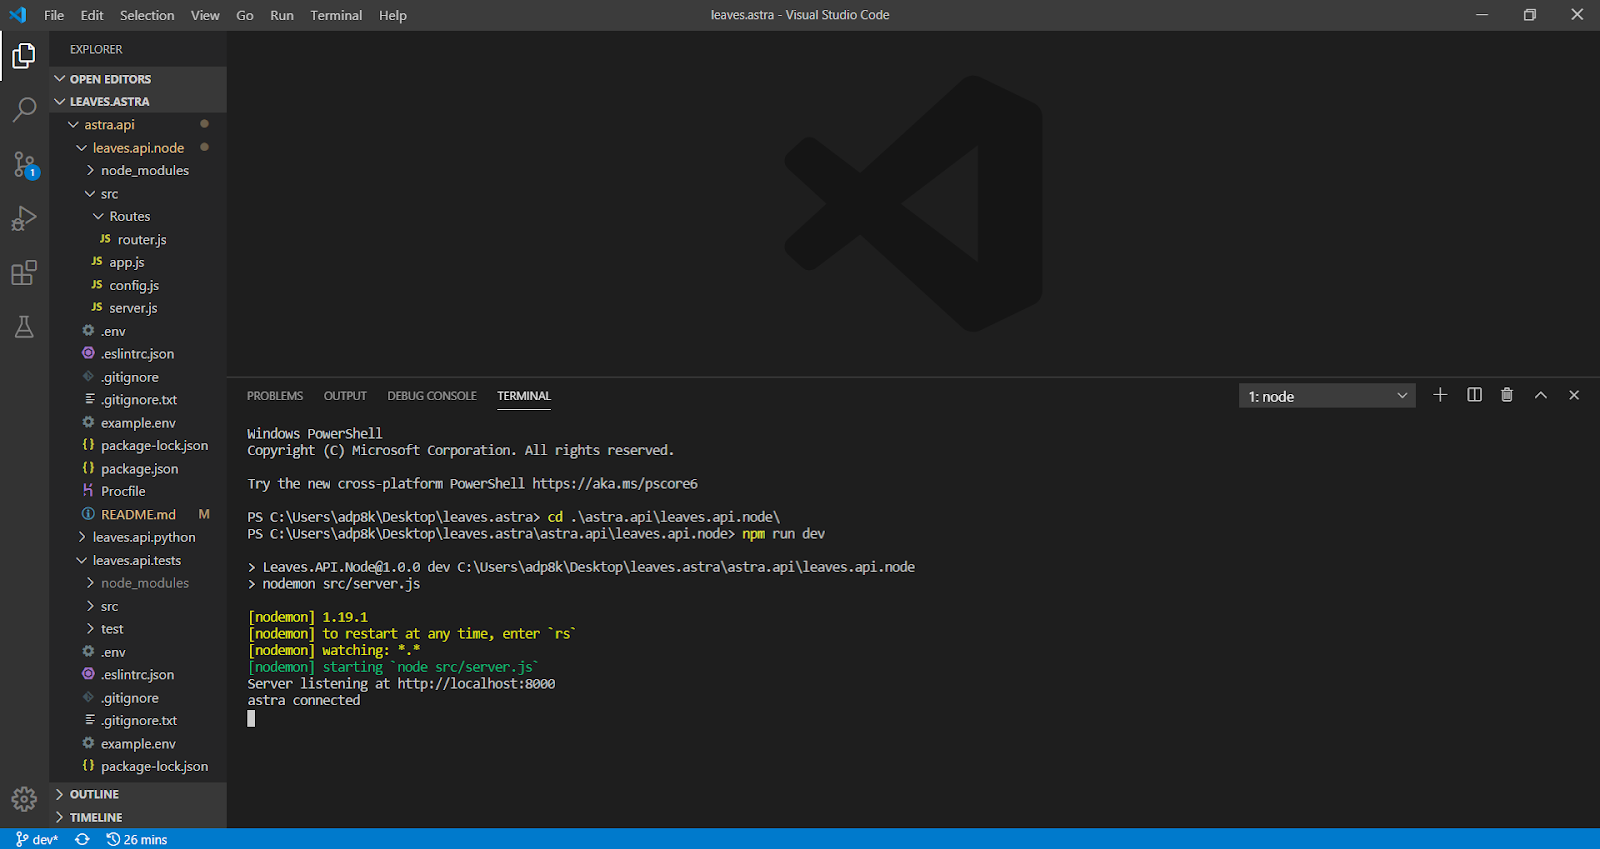 File Edit Selection View Go Run Terminal Help
leaves.astra - Visual Studio Code
EXPLORER
OPEN EDITORS
LEAVES.ASTRA
astra.api
leaves.api.node
node_modules
src
Routes
JS router.js
JS app.js
JS config.js
JS server.js
.env
.eslintrc.json
.gitignore
.gitignore.txt
example.env
{} package-lock.json
{} package.json
Procfile
README.md M
leaves.api.python
leaves.api.tests
node_modules
src
test
.env
.eslintrc.json
.gitignore
.gitignore.txt
example.env
{} package-lock.json
OUTLINE
TIMELINE
1
PROBLEMS OUTPUT DEBUG CONSOLE TERMINAL
1: node
Windows PowerShell
Copyright (C) Microsoft Corporation. All rights reserved.
Try the new cross-platform PowerShell https://aka.ms/pscore6
PS C:\Users\adp8k\Desktop\leaves.astra> cd .\astra.api\leaves.api.node\
PS C:\Users\adp8k\Desktop\leaves.astra\astra.api\leaves.api.node> npm run dev
> Leaves.API.Node@1.0.0 dev C:\Users\adp8k\Desktop\leaves.astra\astra.api\leaves.api.node
> nodemon src/server.js
[nodemon] 1.19.1
[nodemon] to restart at any time, enter `rs`
[nodemon] watching: *.*
[nodemon] starting `node src/server.js`
Server listening at http://localhost:8000
astra connected
dev* 26 mins